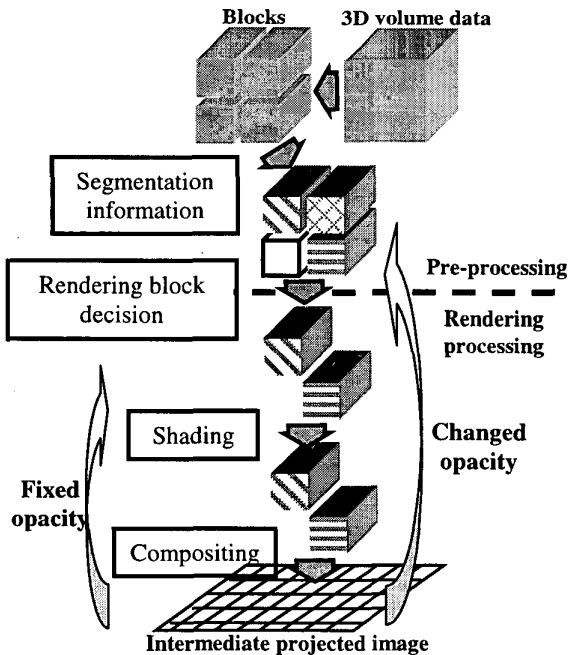 Blocks
3D volume data
Segmentation
information
Pre-processing
Rendering block
decision
Rendering
processing
Shading
Changed
opacity
Fixed
opacity
Compositing
Intermediate projected image